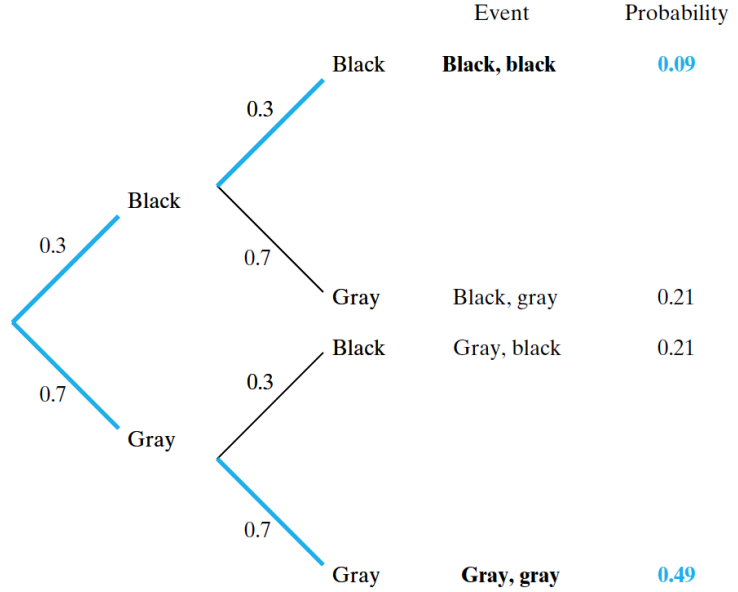 Event Probability
Black Black, black 0.09
0.3
Black
0.3
0.7
Gray Black, gray 0.21
Black Gray, black 0.21
0.3
0.7
Gray
0.7
Gray Gray, gray 0.49